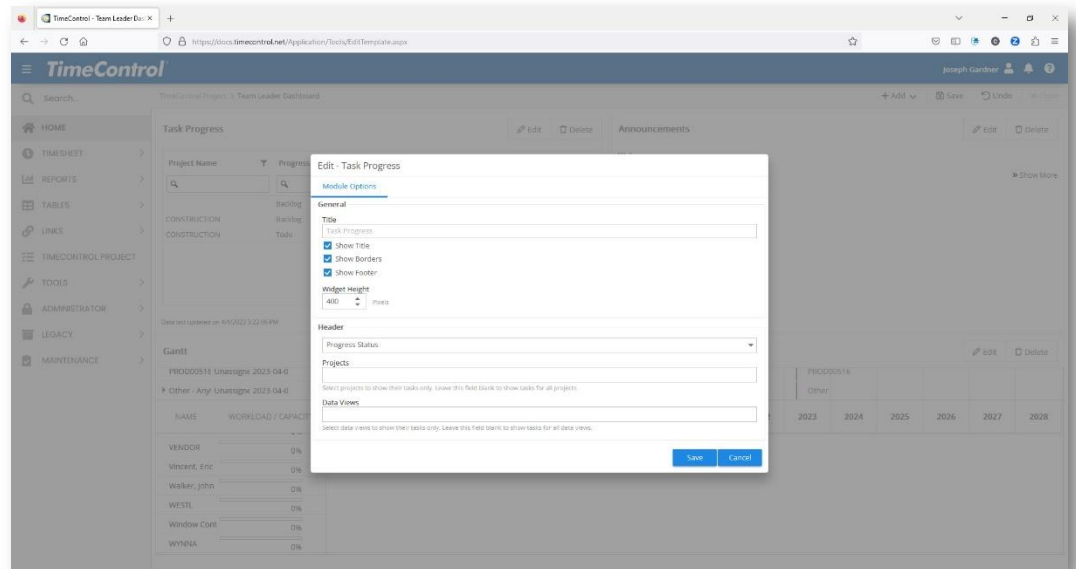 TimeControl - Team Leader Das
https://docs.timecontrol.net/Application/Tools/EditTemplate.aspx
TimeControl
Joseph Gardner
Search...
TimeControl Project > Team Leader Dashboard
+ Add
Save
Undo
HOME
TIMESHEET
REPORTS
TABLES
LINKS
TIMECONTROL PROJECT
TOOLS
ADMINISTRATOR
LEGACY
MAINTENANCE
Task Progress
Edit
Delete
Announcements
Edit
Delete
Show More
Project Name
Progress
Backlog
CONSTRUCTION Backlog
CONSTRUCTION Todo
Data last updated on 4/4/2023 5:22:06 PM
Edit - Task Progress
Module Options
General
Title
Task Progress
Show Title
Show Borders
Show Footer
Widget Height
400 Pixels
Header
Progress Status
Projects
Select projects to show their tasks only. Leave this field blank to show tasks for all projects.
Data Views
Select data views to show their tasks only. Leave this field blank to show tasks for all data views.
Save
Cancel
Gantt
Edit
Delete
PROD00516 Unassigne 2023-04-0
Other - Any Unassigne 2023-04-0
PROD00516
Other
NAME WORKLOAD / CAPACIT
2023 2024 2025 2026 2027 2028
VENDOR 0%
Vincent, Eric 0%
Walker, John 0%
WESTL 0%
Window Cont 0%
WYNNA 0%